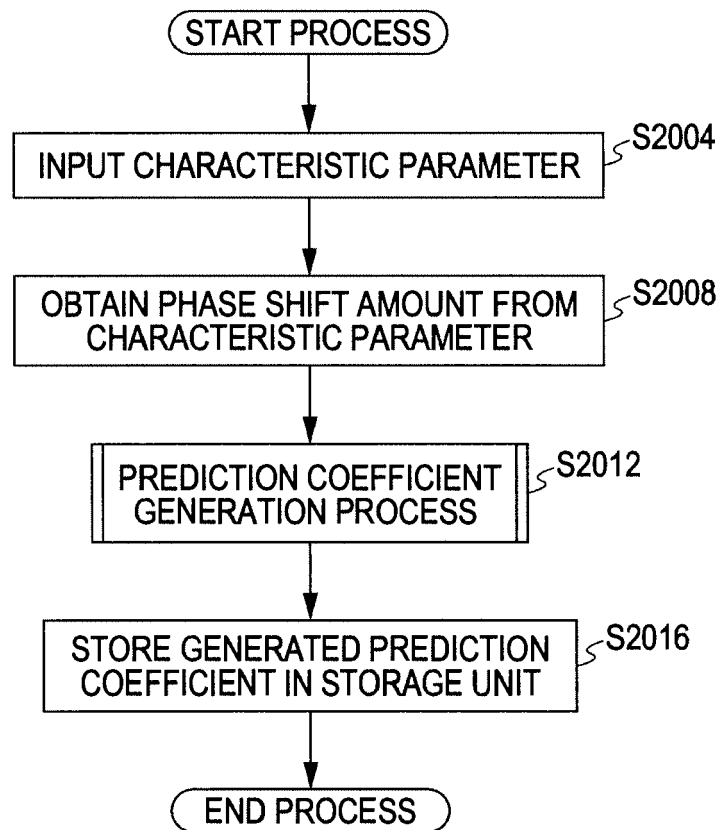 START PROCESS
S2004
INPUT CHARACTERISTIC PARAMETER
S2008
OBTAIN PHASE SHIFT AMOUNT FROM
CHARACTERISTIC PARAMETER
S2012
PREDICTION COEFFICIENT
GENERATION PROCESS
S2016
STORE GENERATED PREDICTION
COEFFICIENT IN STORAGE UNIT
END PROCESS